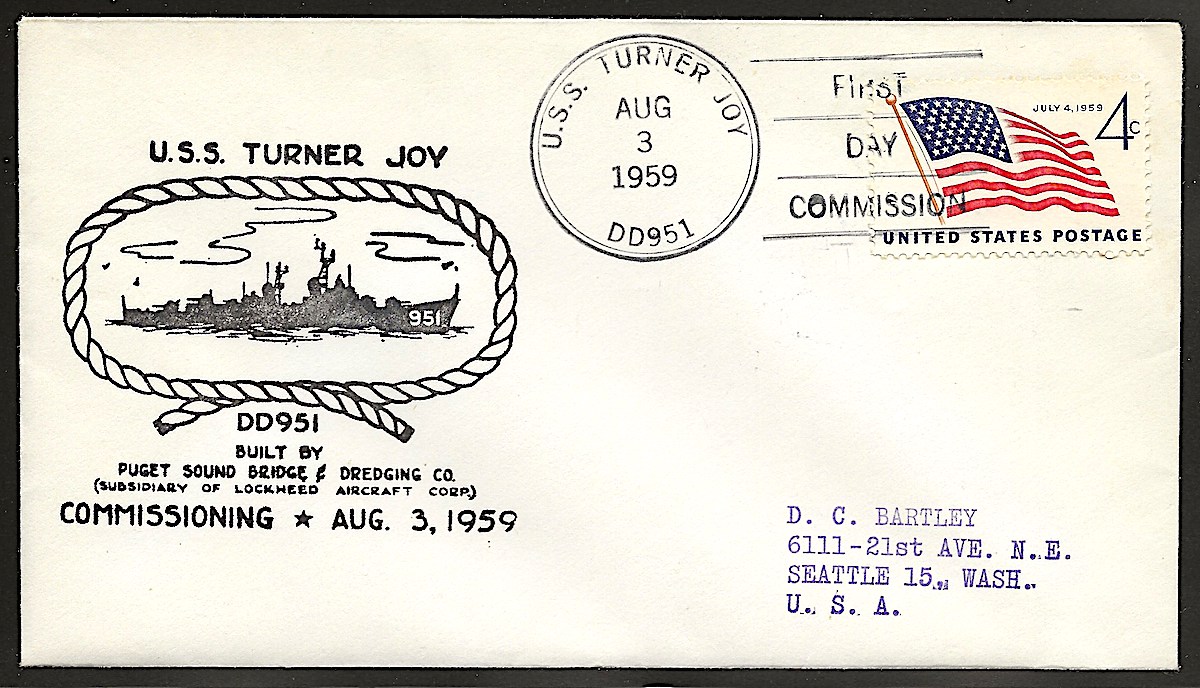 U.S.S. TURNER JOY
951
DD951
BUILT BY
PUGET SOUND BRIDGE & DREDGING CO.
(SUBSIDIARY OF LOCKHEED AIRCRAFT CORP.)
COMMISSIONING ★ AUG. 3, 1959
U.S.S. TURNER JOY
AUG
3
1959
DD951
FIRST
DAY
COMMISSION
JULY 4, 1959
4c
UNITED STATES POSTAGE
D. C. BARTLEY
6111-21st AVE. N.E.
SEATTLE 15, WASH.
U. S. A.